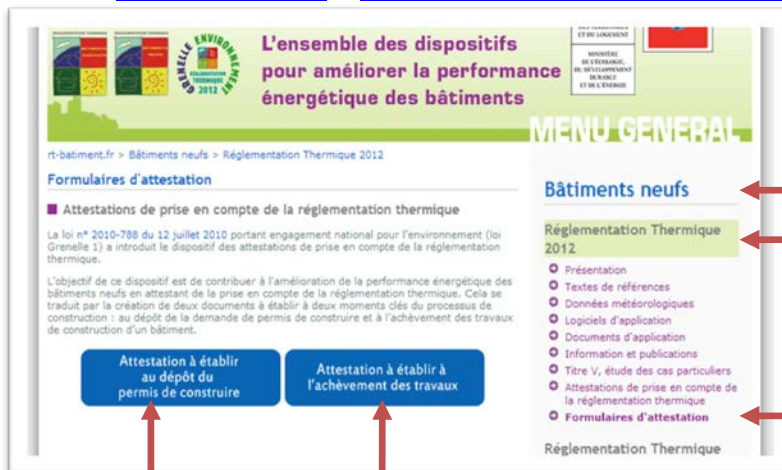 L'ensemble des dispositifs
pour améliorer la performance
énergétique des bâtiments
GRENELLE ENVIRONNEMENT
RÉGLEMENTATION
THERMIQUE
2012
ET DU LOGEMENT
MINISTÈRE
DE L'ÉCOLOGIE,
DU DÉVELOPPEMENT
DURABLE
ET DE L'ÉNERGIE
MENU GENERAL
rt-batiment.fr > Bâtiments neufs > Réglementation Thermique 2012
Formulaires d'attestation
Attestations de prise en compte de la réglementation thermique
La loi n° 2010-788 du 12 juillet 2010 portant engagement national pour l'environnement (loi
Grenelle 1) a introduit le dispositif des attestations de prise en compte de la réglementation
thermique.
L'objectif de ce dispositif est de contribuer à l'amélioration de la performance énergétique des
bâtiments neufs en attestant de la prise en compte de la réglementation thermique. Cela se
traduit par la création de deux documents à établir à deux moments clés du processus de
construction : au dépôt de la demande de permis de construire et à l'achèvement des travaux
de construction d'un bâtiment.
Attestation à établir
au dépôt du
permis de construire
Attestation à établir à
l'achèvement des travaux
Bâtiments neufs
Réglementation Thermique
2012
Présentation
Textes de références
Données météorologiques
Logiciels d'application
Documents d'application
Information et publications
Titre V, étude des cas particuliers
Attestations de prise en compte de
la réglementation thermique
Formulaires d'attestation
Réglementation Thermique